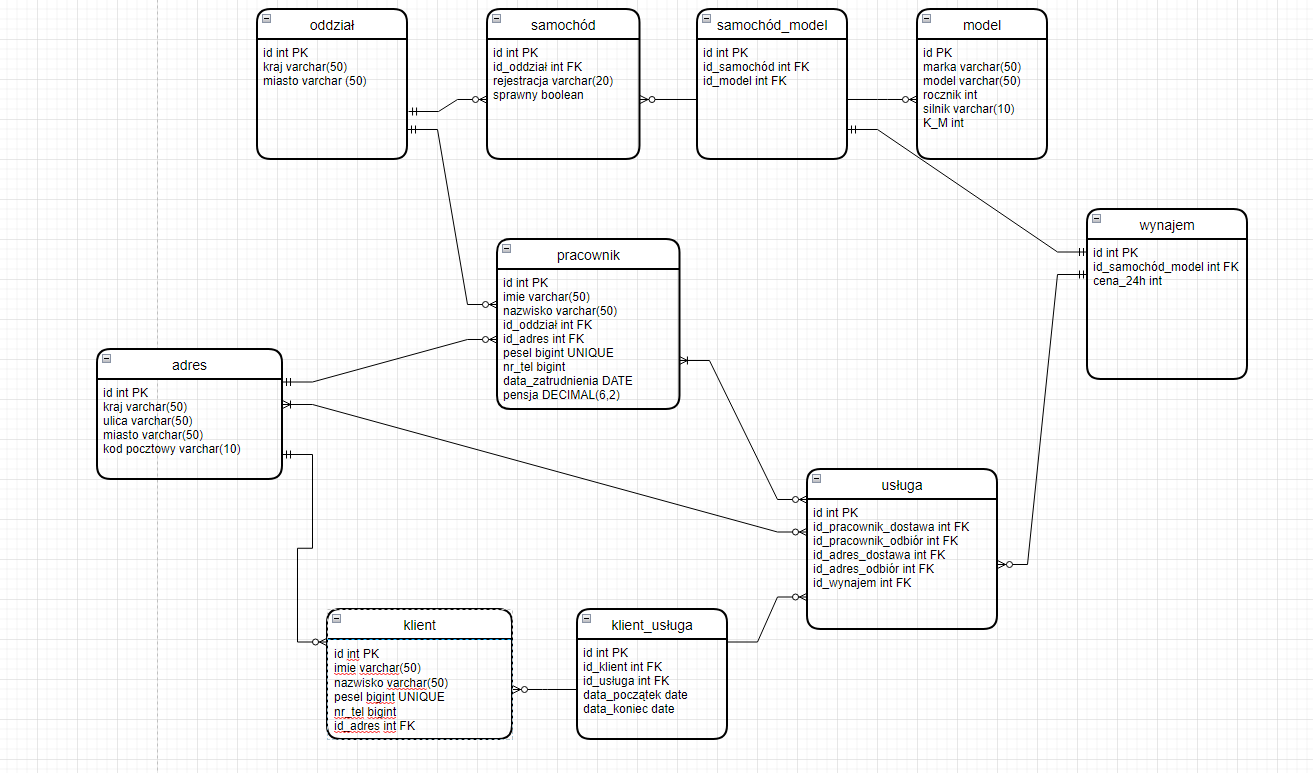 oddział
id int PK
kraj varchar(50)
miasto varchar (50)
samochód
id int PK
id_oddział int FK
rejestracja varchar(20)
sprawny boolean
samochód_model
id int PK
id_samochód int FK
id_model int FK
model
id PK
marka varchar(50)
model varchar(50)
rocznik int
silnik varchar(10)
K_M int
wynajem
id int PK
id_samochód_model int FK
cena_24h int
pracownik
id int PK
imie varchar(50)
nazwisko varchar(50)
id_oddział int FK
id_adres int FK
pesel bigint UNIQUE
nr_tel bigint
data_zatrudnienia DATE
pensja DECIMAL(6,2)
adres
id int PK
kraj varchar(50)
ulica varchar(50)
miasto varchar(50)
kod pocztowy varchar(10)
usługa
id int PK
id_pracownik_dostawa int FK
id_pracownik_odbiór int FK
id_adres_dostawa int FK
id_adres_odbiór int FK
id_wynajem int FK
klient
id int PK
imie varchar(50)
nazwisko varchar(50)
pesel bigint UNIQUE
nr_tel bigint
id_adres int FK
klient_usługa
id int PK
id_klient int FK
id_usługa int FK
data_początek date
data_koniec date